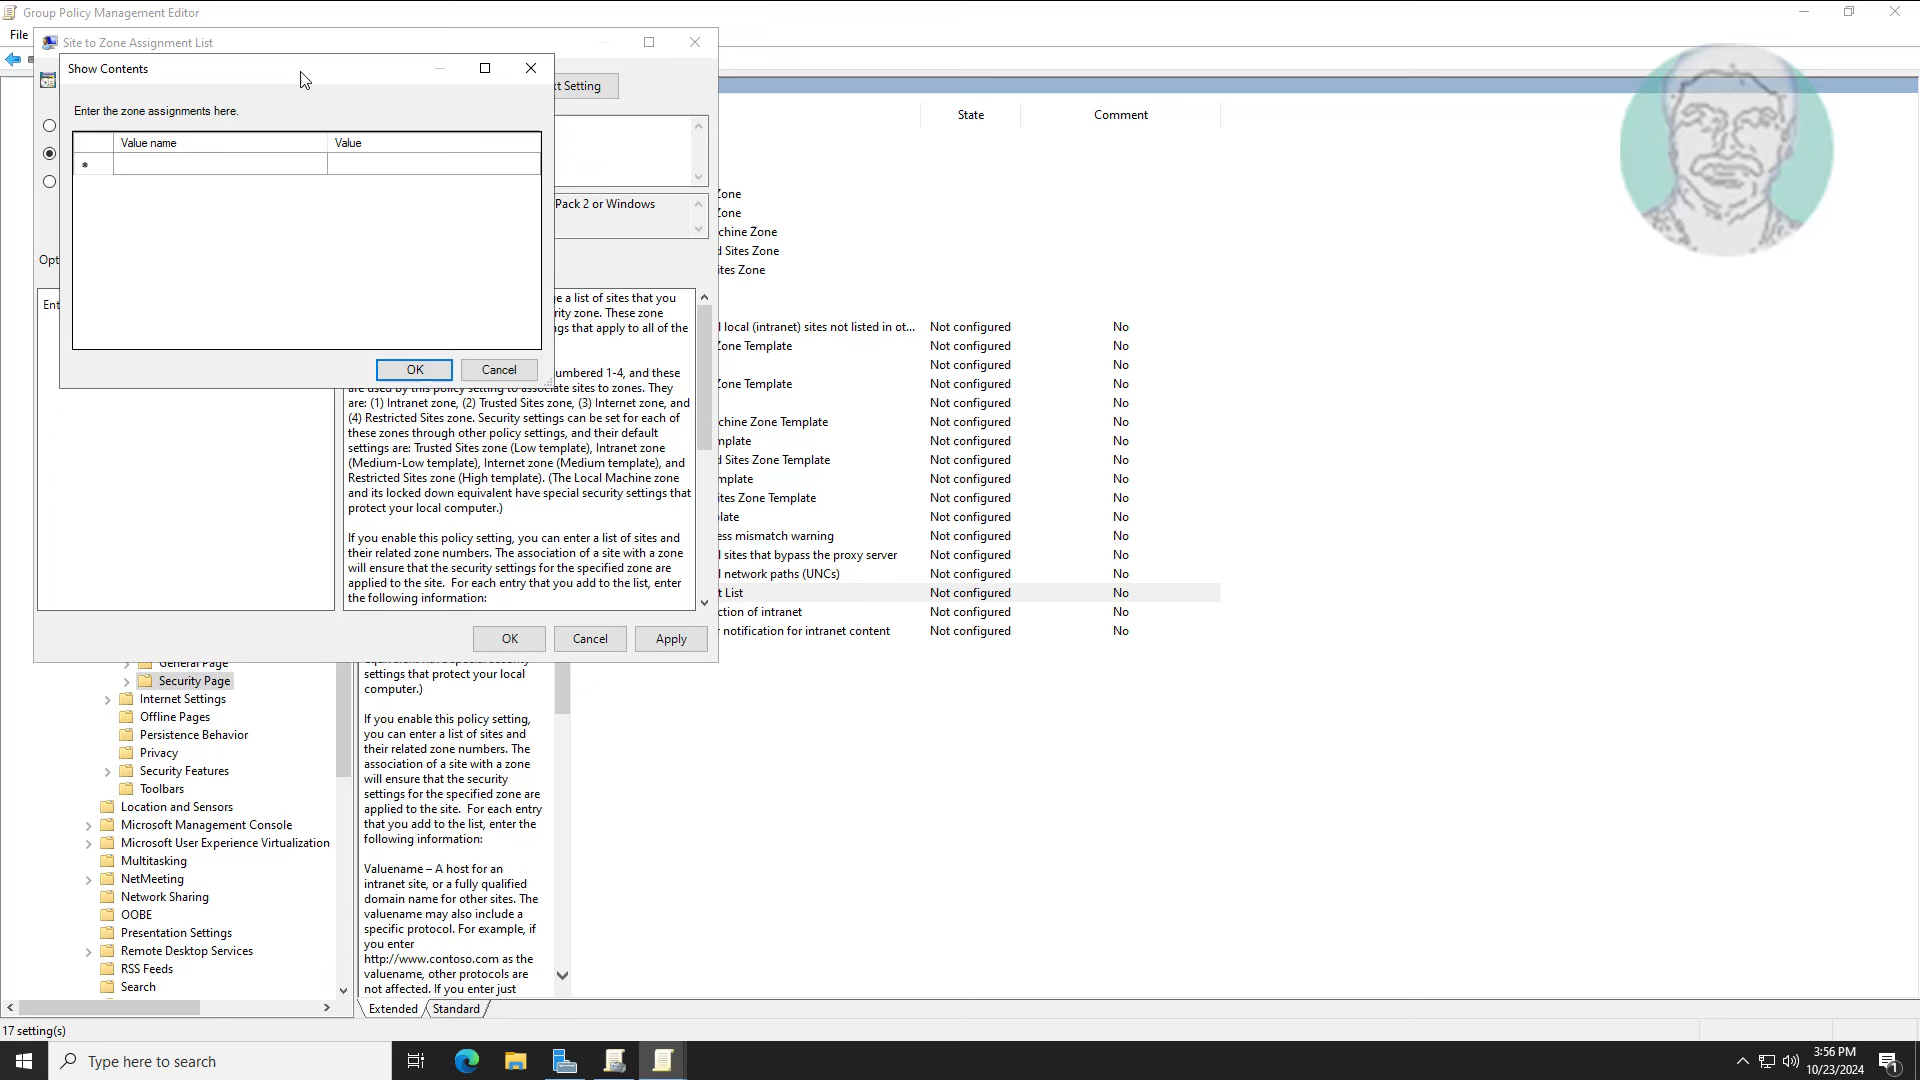 Group Policy Management Editor
File
Site to Zone Assignment List
Show Contents
Enter the zone assignments here.
Value name
Value
OK
Cancel
t Setting
Pack 2 or Windows
Opt
Ent
e a list of sites that you
rity zone. These zone
ngs that apply to all of the
umbered 1-4, and these
are used by this policy setting to associate sites to zones. They
are: (1) Intranet zone, (2) Trusted Sites zone, (3) Internet zone, and
(4) Restricted Sites zone. Security settings can be set for each of
these zones through other policy settings, and their default
settings are: Trusted Sites zone (Low template), Intranet zone
(Medium-Low template), Internet zone (Medium template), and
Restricted Sites zone (High template). (The Local Machine zone
and its locked down equivalent have special security settings that
protect your local computer.)
If you enable this policy setting, you can enter a list of sites and
their related zone numbers. The association of a site with a zone
will ensure that the security settings for the specified zone are
applied to the site.  For each entry that you add to the list, enter
the following information:
OK
Cancel
Apply
State
Comment
Zone
Zone
chine Zone
d Sites Zone
ites Zone
l local (intranet) sites not listed in ot... Not configured No
Zone Template Not configured No
Not configured No
Zone Template Not configured No
Not configured No
chine Zone Template Not configured No
mplate Not configured No
d Sites Zone Template Not configured No
mplate Not configured No
ites Zone Template Not configured No
late Not configured No
ess mismatch warning Not configured No
l sites that bypass the proxy server Not configured No
l network paths (UNCs) Not configured No
t List Not configured No
ction of intranet Not configured No
r notification for intranet content Not configured No
General Page
Security Page
Internet Settings
Offline Pages
Persistence Behavior
Privacy
Security Features
Toolbars
Location and Sensors
Microsoft Management Console
Microsoft User Experience Virtualization
Multitasking
NetMeeting
Network Sharing
OOBE
Presentation Settings
Remote Desktop Services
RSS Feeds
Search
settings that protect your local
computer.)
If you enable this policy setting,
you can enter a list of sites and
their related zone numbers. The
association of a site with a zone
will ensure that the security
settings for the specified zone are
applied to the site.  For each entry
that you add to the list, enter the
following information:
Valuename – A host for an
intranet site, or a fully qualified
domain name for other sites. The
valuename may also include a
specific protocol. For example, if
you enter
http://www.contoso.com as the
valuename, other protocols are
not affected. If you enter just
Extended
Standard
17 setting(s)
Type here to search
3:56 PM
10/23/2024
1